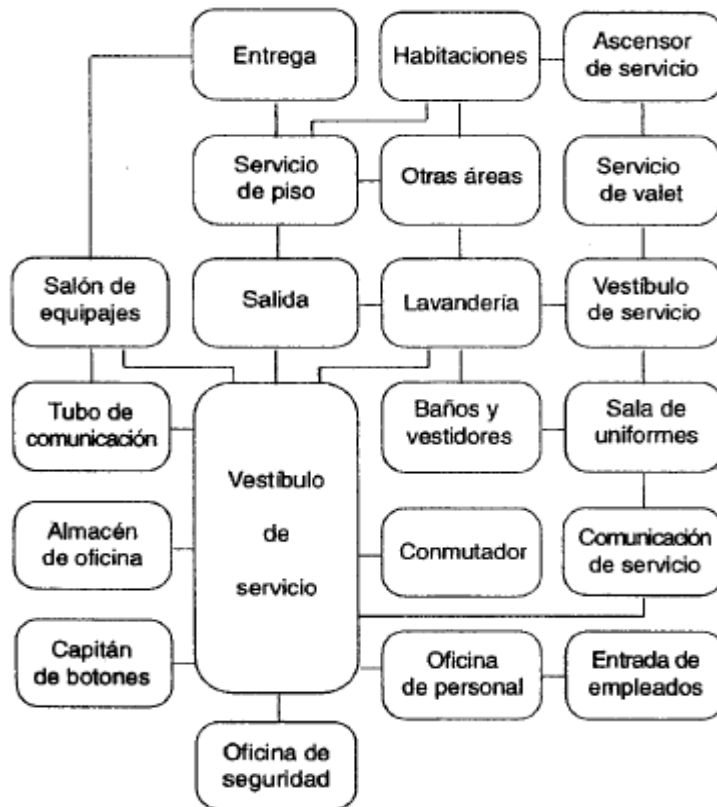 Entrega
Habitaciones
Ascensor
de servicio
Servicio
de piso
Otras áreas
Servicio
de valet
Salón de
equipajes
Salida
Lavandería
Vestíbulo
de servicio
Tubo de
comunicación
Vestíbulo
de
servicio
Baños y
vestidores
Sala de
uniformes
Almacén
de oficina
Conmutador
Comunicación
de servicio
Capitán
de botones
Oficina
de personal
Entrada de
empleados
Oficina de
seguridad